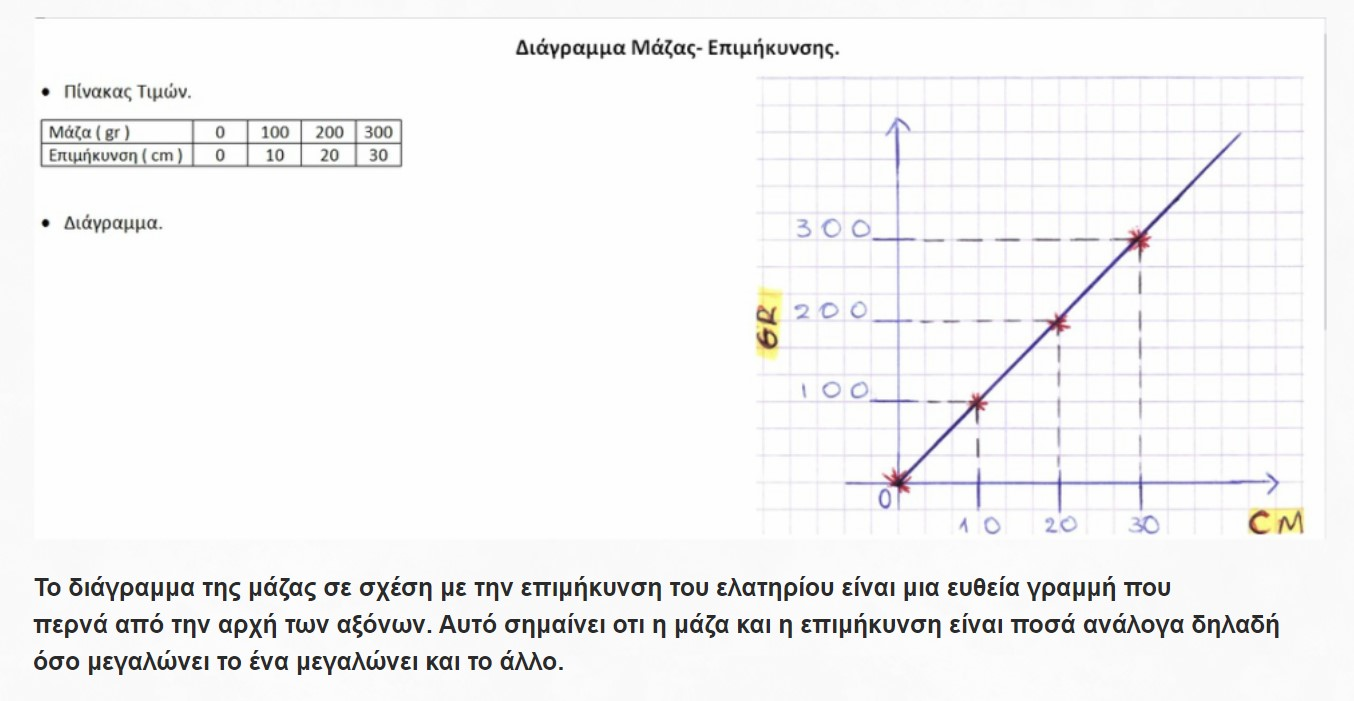 Διάγραμμα Μάζας- Επιμήκυνσης.
• Πίνακας Τιμών.
Μάζα ( gr ) 0 100 200 300
Επιμήκυνση ( cm ) 0 10 20 30
• Διάγραμμα.
300
GR
200
100
0
10 20 30 CM
Το διάγραμμα της μάζας σε σχέση με την επιμήκυνση του ελατηρίου είναι μια ευθεία γραμμή που
περνά από την αρχή των αξόνων. Αυτό σημαίνει οτι η μάζα και η επιμήκυνση είναι ποσά ανάλογα δηλαδή
όσο μεγαλώνει το ένα μεγαλώνει και το άλλο.